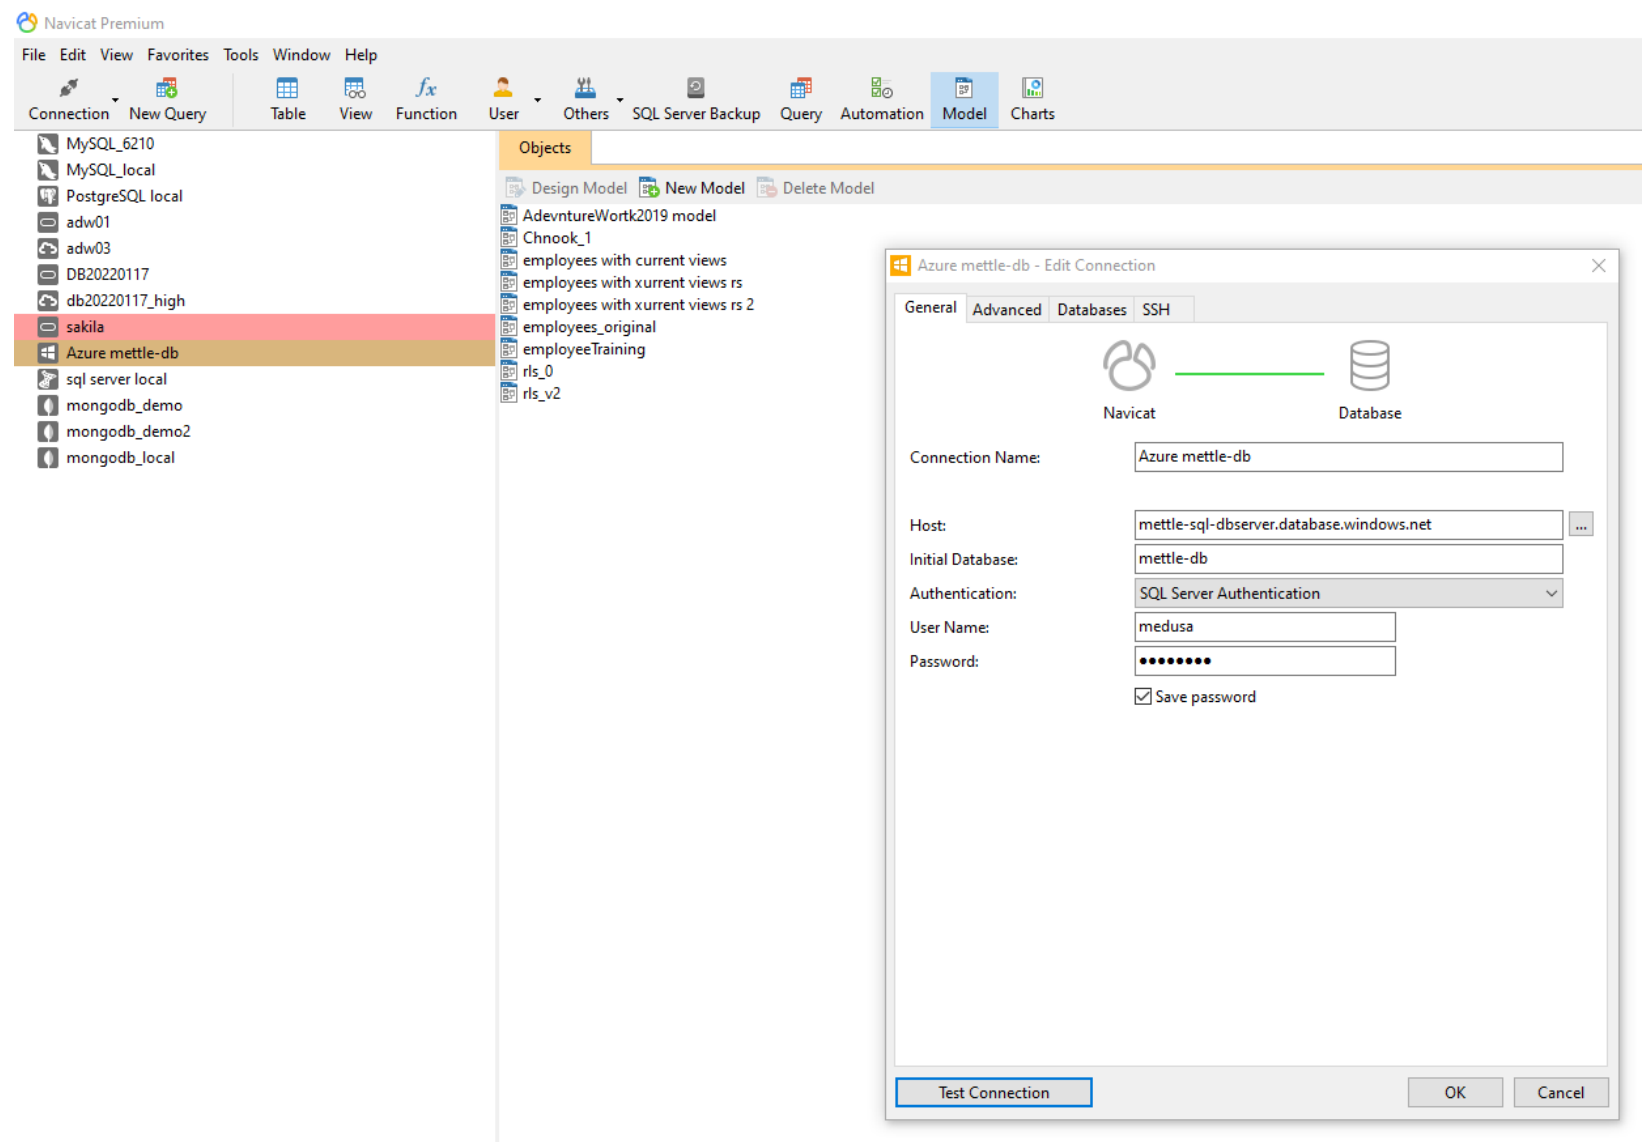 Navicat Premium
File Edit View Favorites Tools Window Help
Connection New Query Table View Function User Others SQL Server Backup Query Automation Model Charts
MySQL_6210
MySQL_local
PostgreSQL local
adw01
adw03
DB20220117
db20220117_high
sakila
Azure mettle-db
sql server local
mongodb_demo
mongodb_demo2
mongodb_local
Objects
Design Model New Model Delete Model
AdevntureWortk2019 model
Chnook_1
employees with current views
employees with xurrent views rs
employees with xurrent views rs 2
employees_original
employeeTraining
rls_0
rls_v2
Azure mettle-db - Edit Connection
General Advanced Databases SSH
Navicat Database
Connection Name: Azure mettle-db
Host: mettle-sql-dbserver.database.windows.net ...
Initial Database: mettle-db
Authentication: SQL Server Authentication
User Name: medusa
Password: ●●●●●●●●
Save password
Test Connection OK Cancel